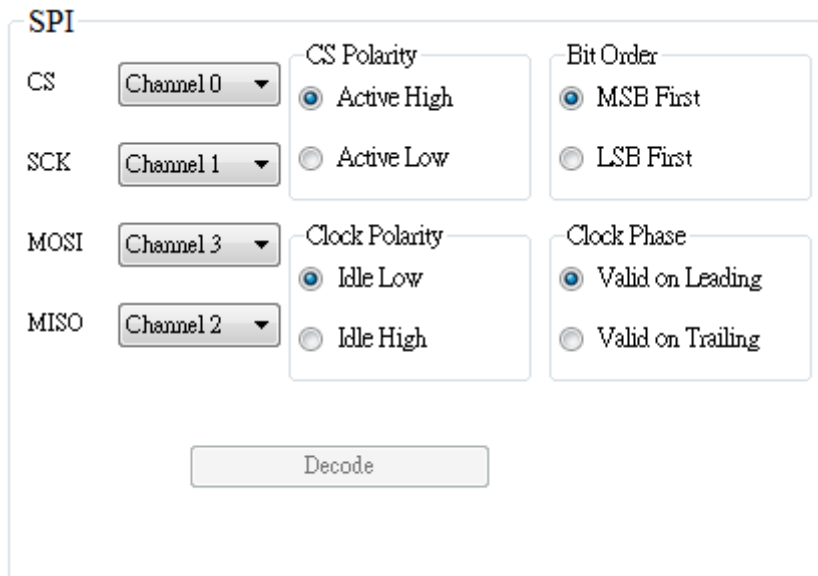 SPI
CS Channel 0
SCK Channel 1
MOSI Channel 3
MISO Channel 2
CS Polarity
Active High
Active Low
Bit Order
MSB First
LSB First
Clock Polarity
Idle Low
Idle High
Clock Phase
Valid on Leading
Valid on Trailing
Decode